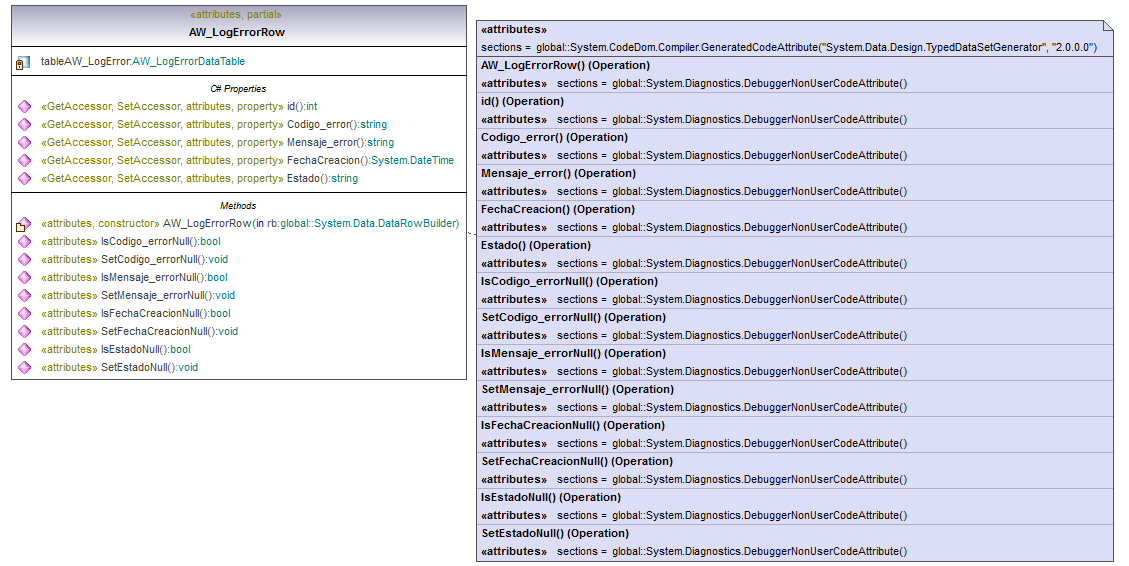 «attributes, partial»
AW_LogErrorRow
tableAW_LogError:AW_LogErrorDataTable
C# Properties
«GetAccessor, SetAccessor, attributes, property» id():int
«GetAccessor, SetAccessor, attributes, property» Codigo_error():string
«GetAccessor, SetAccessor, attributes, property» Mensaje_error():string
«GetAccessor, SetAccessor, attributes, property» FechaCreacion():System.DateTime
«GetAccessor, SetAccessor, attributes, property» Estado():string
Methods
«attributes, constructor» AW_LogErrorRow(in rb:global::System.Data.DataRowBuilder)
«attributes» IsCodigo_errorNull():bool
«attributes» SetCodigo_errorNull():void
«attributes» IsMensaje_errorNull():bool
«attributes» SetMensaje_errorNull():void
«attributes» IsFechaCreacionNull():bool
«attributes» SetFechaCreacionNull():void
«attributes» IsEstadoNull():bool
«attributes» SetEstadoNull():void
«attributes»
sections = global::System.CodeDom.Compiler.GeneratedCodeAttribute("System.Data.Design.TypedDataSetGenerator", "2.0.0.0")
AW_LogErrorRow() (Operation)
«attributes» sections = global::System.Diagnostics.DebuggerNonUserCodeAttribute()
id() (Operation)
«attributes» sections = global::System.Diagnostics.DebuggerNonUserCodeAttribute()
Codigo_error() (Operation)
«attributes» sections = global::System.Diagnostics.DebuggerNonUserCodeAttribute()
Mensaje_error() (Operation)
«attributes» sections = global::System.Diagnostics.DebuggerNonUserCodeAttribute()
FechaCreacion() (Operation)
«attributes» sections = global::System.Diagnostics.DebuggerNonUserCodeAttribute()
Estado() (Operation)
«attributes» sections = global::System.Diagnostics.DebuggerNonUserCodeAttribute()
IsCodigo_errorNull() (Operation)
«attributes» sections = global::System.Diagnostics.DebuggerNonUserCodeAttribute()
SetCodigo_errorNull() (Operation)
«attributes» sections = global::System.Diagnostics.DebuggerNonUserCodeAttribute()
IsMensaje_errorNull() (Operation)
«attributes» sections = global::System.Diagnostics.DebuggerNonUserCodeAttribute()
SetMensaje_errorNull() (Operation)
«attributes» sections = global::System.Diagnostics.DebuggerNonUserCodeAttribute()
IsFechaCreacionNull() (Operation)
«attributes» sections = global::System.Diagnostics.DebuggerNonUserCodeAttribute()
SetFechaCreacionNull() (Operation)
«attributes» sections = global::System.Diagnostics.DebuggerNonUserCodeAttribute()
IsEstadoNull() (Operation)
«attributes» sections = global::System.Diagnostics.DebuggerNonUserCodeAttribute()
SetEstadoNull() (Operation)
«attributes» sections = global::System.Diagnostics.DebuggerNonUserCodeAttribute()